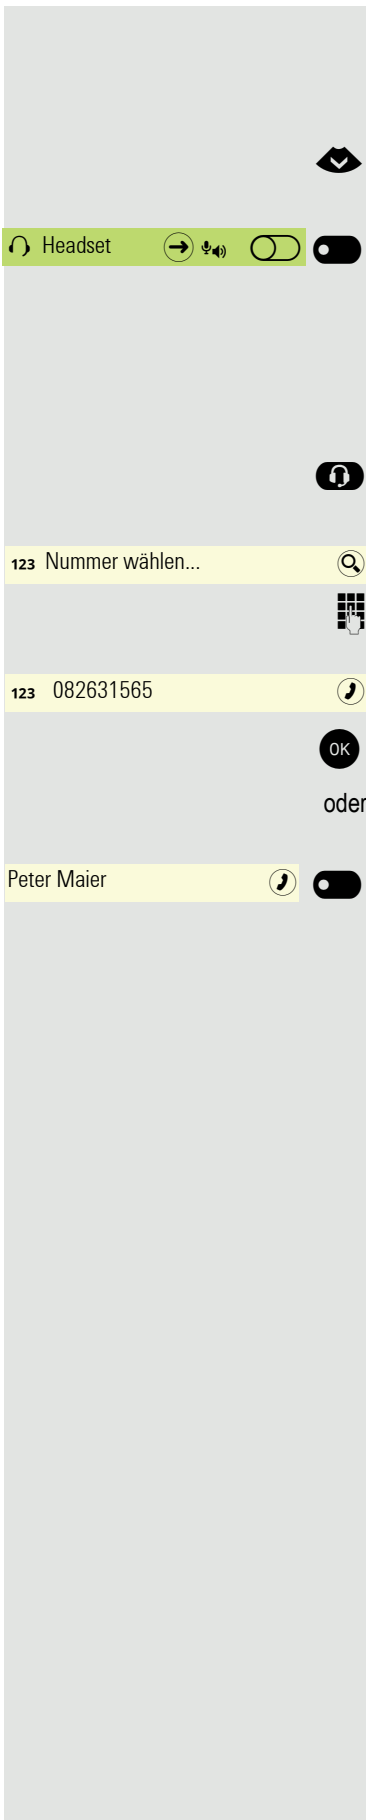 Headset
123 Nummer wählen...
123 082631565
OK
oder
Peter Maier